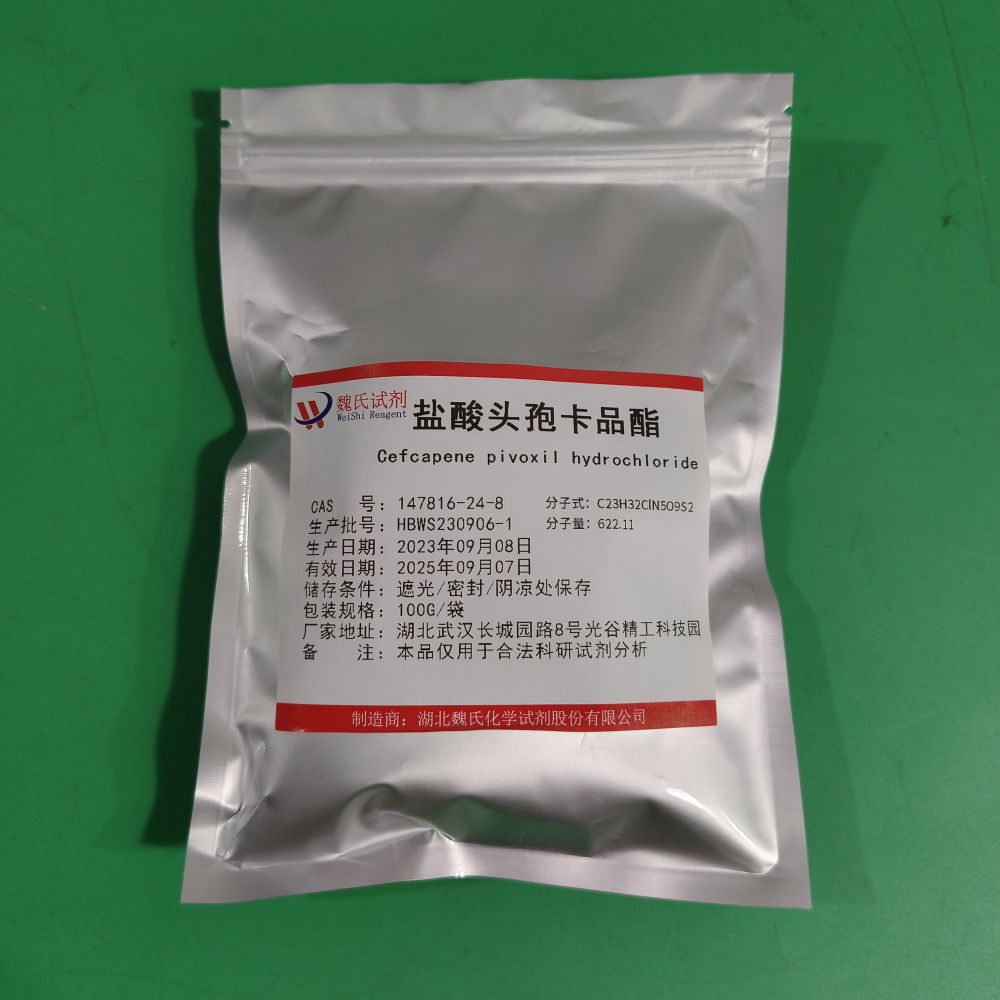 魏氏试剂
WeiShi Reagent
盐酸头孢卡品酯
Cefcapene pivoxil hydrochloride
CAS 号：147816-24-8 分子式：C23H32ClN5O9S2
生产批号：HBWS230906-1 分子量：622.11
生产日期：2023年09月08日
有效日期：2025年09月07日
储存条件：遮光/密封/阴凉处保存
包装规格：100G/袋
厂家地址：湖北武汉长城园路8号光谷精工科技园
备 注：本品仅用于合法科研试剂分析
制造商：湖北魏氏化学试剂股份有限公司